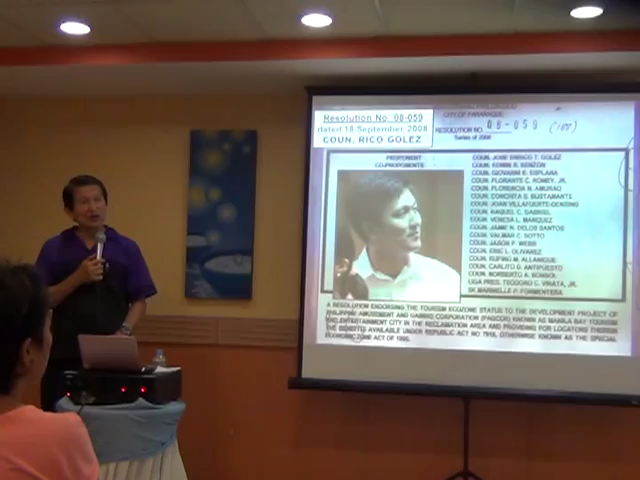 Resolution No. 08-059
dated 18 September 2008
COUN. RICO GOLEZ
CITY OF PARAÑAQUE
RESOLUTION NO. 08-059 (100)
Series of 2008
PROPONENT COUN. JOSE ENRICO T. GOLEZ
CO-PROPONENTS COUN. EDWIN R. BENZON
COUN. GIOVANNI E. ESPLANA
COUN. FLORANTE C. ROMEY, JR.
COUN. FLORENCIA N. AMURAO
COUN. CONCHITA S. BUSTAMANTE
COUN. JOAN VILLAFUERTE-DENSING
COUN. RAQUEL C. GABRIEL
COUN. VENESA L. MARQUEZ
COUN. JAIME N. DELOS SANTOS
COUN. VALMAR C. SOTTO
COUN. JASON P. WEBB
COUN. ERIC L. OLIVAREZ
COUN. RUFINO M. ALLANIGUE
COUN. CARLITO D. ANTIPUESTO
COUN. NORBERTO A. BONSOL
LIGA PRES. TEODORO C. VIRATA, JR.
SK MARIELLE P. FORMENTERA
A RESOLUTION ENDORSING THE TOURISM ECOZONE STATUS TO THE DEVELOPMENT PROJECT OF
PHILIPPINE AMUSEMENT AND GAMING CORPORATION (PAGCOR) KNOWN AS MANILA BAY TOURISM
AND ENTERTAINMENT CITY IN THE RECLAMATION AREA AND PROVIDING FOR LOCATORS THEREIN
THE BENEFITS AVAILABLE UNDER REPUBLIC ACT NO 7916, OTHERWISE KNOWN AS THE SPECIAL
ECONOMIC ZONE ACT OF 1995.